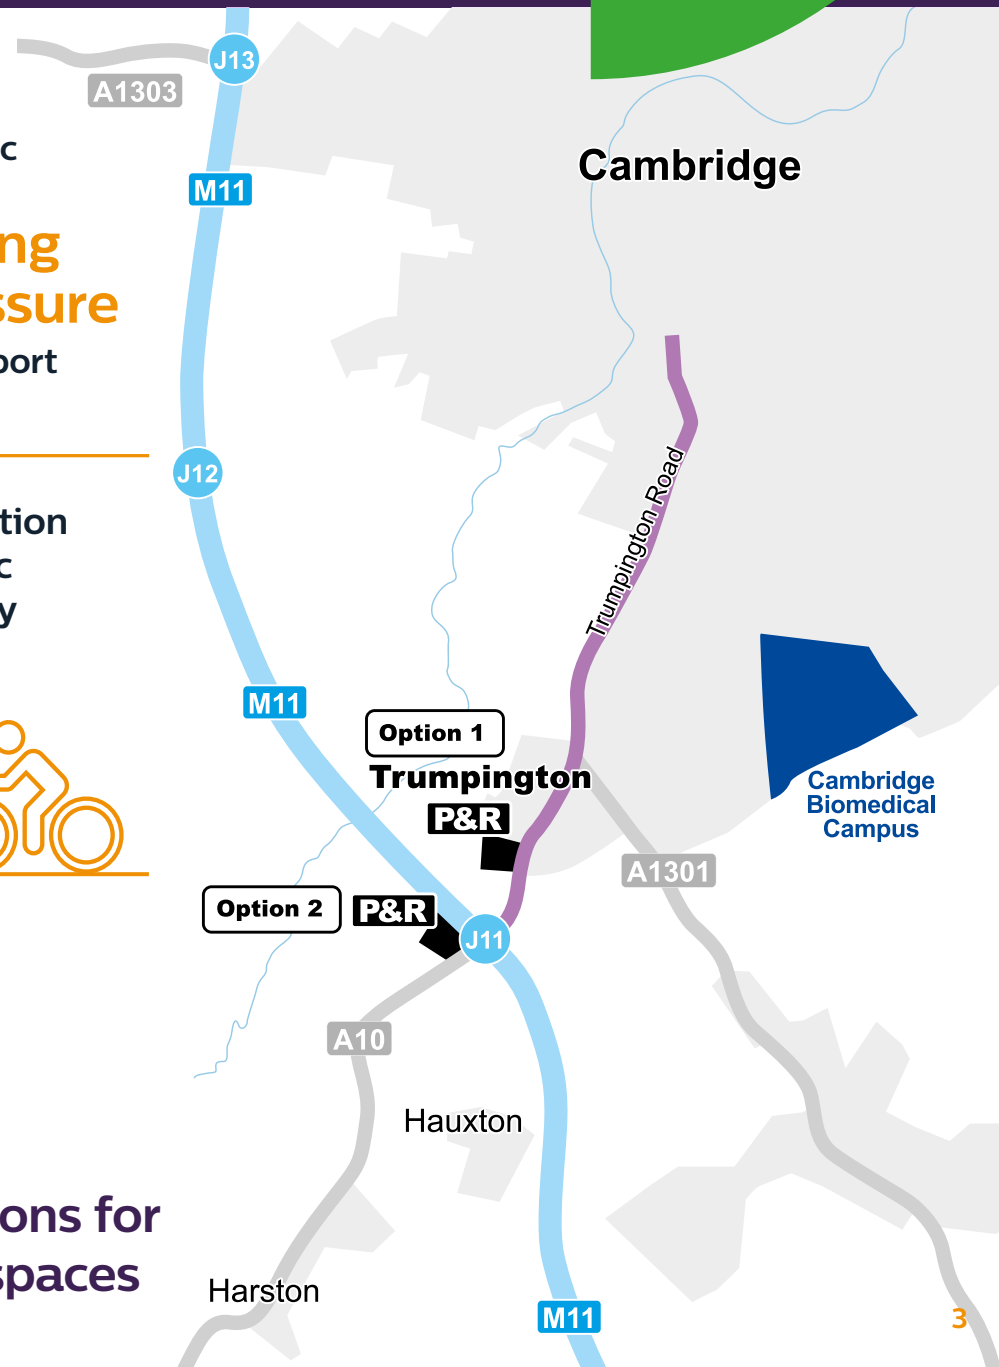 J13
A1303
c
Cambridge
M11
ng
ssure
port
J12
Trumpington Road
tion
c
y
M11
Option 1
Trumpington
P&R
Cambridge
Biomedical
Campus
A1301
Option 2
P&R
J11
A10
Hauxton
ons for
spaces
Harston
M11
3